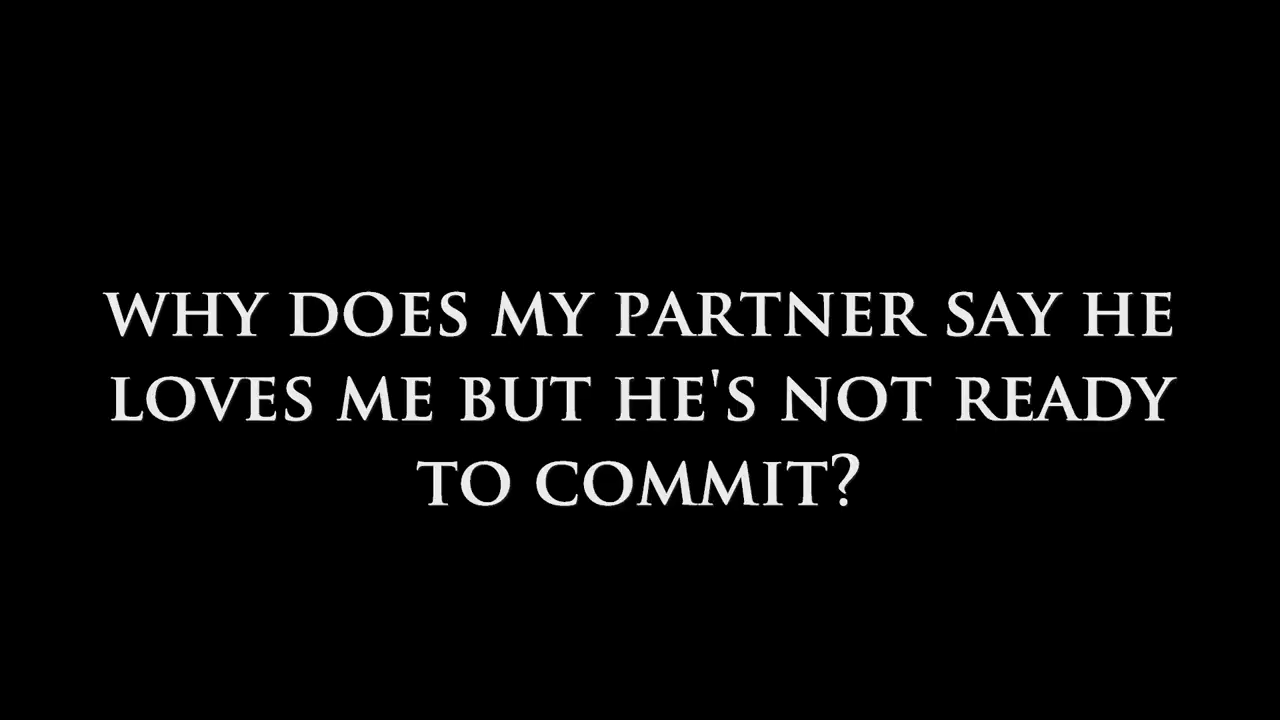 WHY DOES MY PARTNER SAY HE
LOVES ME BUT HE'S NOT READY
TO COMMIT?